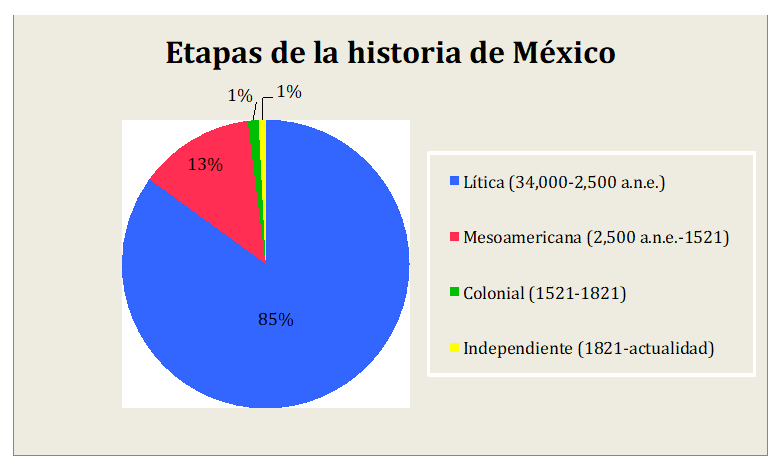 Etapas de la historia de México
1%
1%
13%
85%
Lítica (34,000-2,500 a.n.e.)
Mesoamericana (2,500 a.n.e.-1521)
Colonial (1521-1821)
Independiente (1821-actualidad)